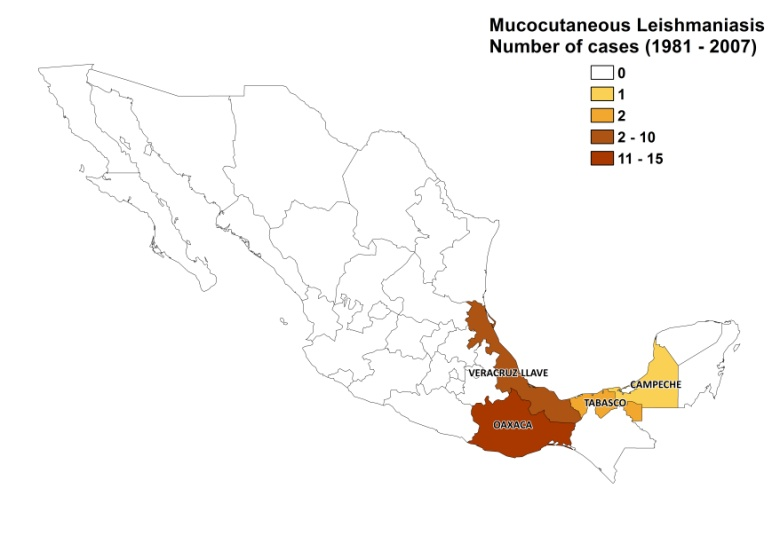 Mucocutaneous Leishmaniasis
Number of cases (1981 - 2007)
0
1
2
2 - 10
11 - 15
VERACRUZ-LLAVE
CAMPECHE
TABASCO
OAXACA